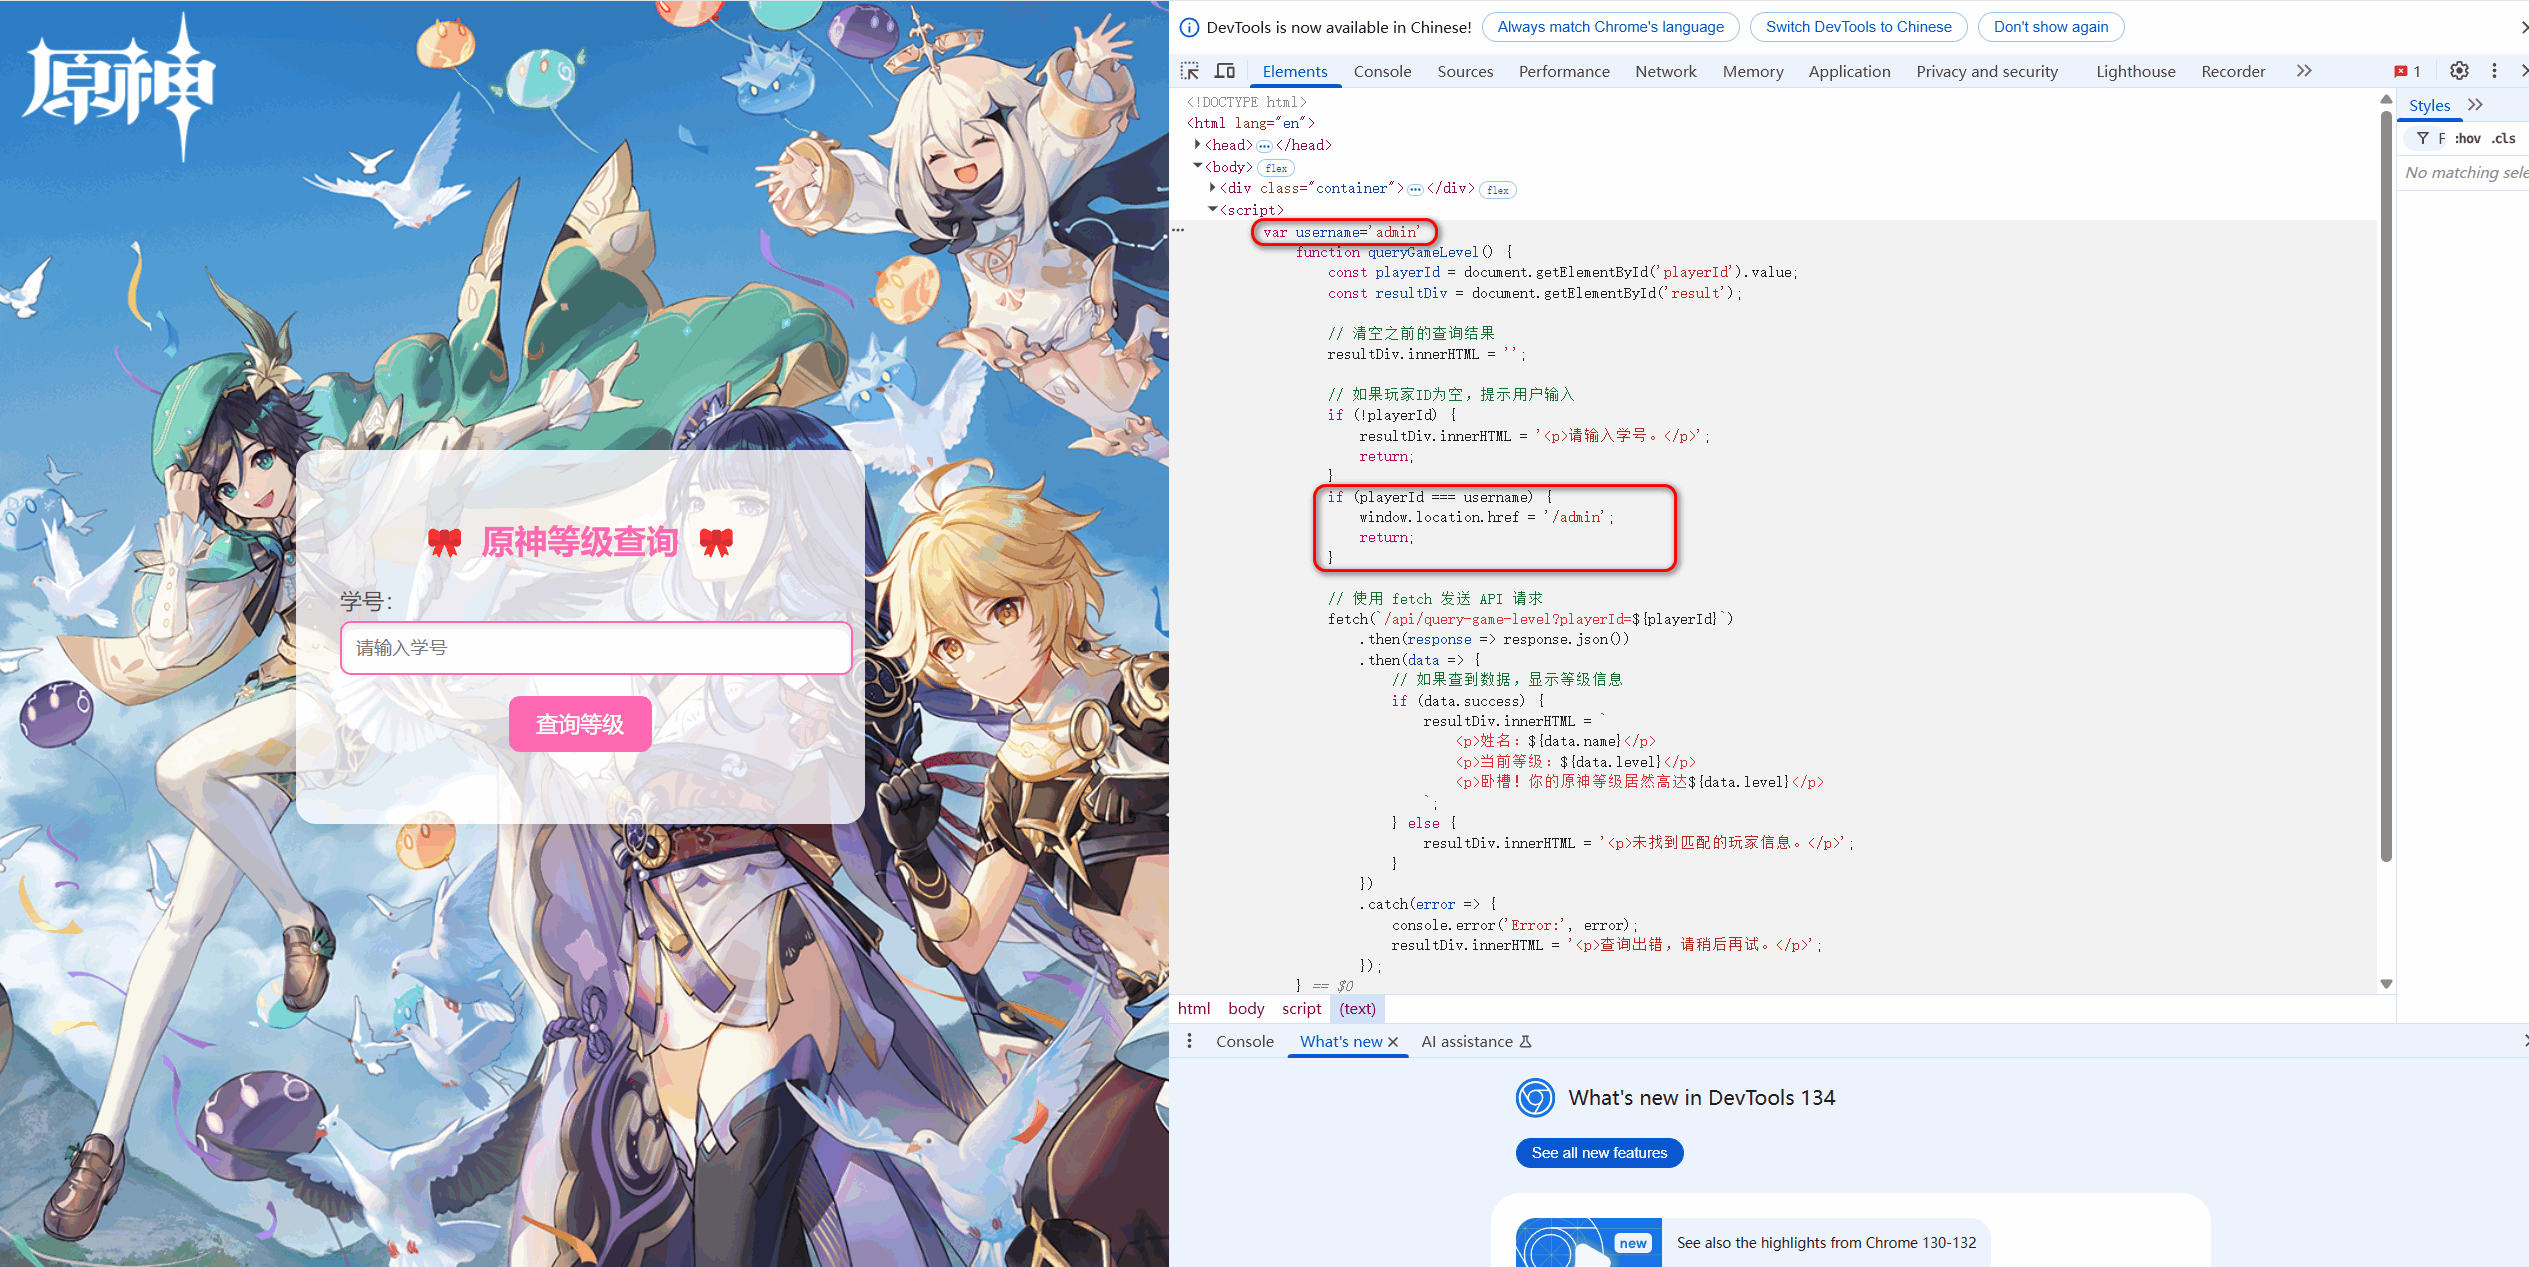 原神
🎀 原神等级查询 🎀
学号：
请输入学号
查询等级
DevTools is now available in Chinese! Always match Chrome's language Switch DevTools to Chinese Don't show again
Elements Console Sources Performance Network Memory Application Privacy and security Lighthouse Recorder 1
<!DOCTYPE html>
<html lang="en">
<head> ··· </head>
<body> flex
<div class="container"> ··· </div> flex
<script>
var username='admin'
function queryGameLevel() {
const playerId = document.getElementById('playerId').value;
const resultDiv = document.getElementById('result');
// 清空之前的查询结果
resultDiv.innerHTML = '';
// 如果玩家ID为空，提示用户输入
if (!playerId) {
resultDiv.innerHTML = '<p>请输入学号。</p>';
return;
}
if (playerId === username) {
window.location.href = '/admin';
return;
}
// 使用 fetch 发送 API 请求
fetch(`/api/query-game-level?playerId=${playerId}`)
.then(response => response.json())
.then(data => {
// 如果查到数据，显示等级信息
if (data.success) {
resultDiv.innerHTML = `
<p>姓名：${data.name}</p>
<p>当前等级：${data.level}</p>
<p>卧槽！你的原神等级居然高达${data.level}</p>
`;
} else {
resultDiv.innerHTML = '<p>未找到匹配的玩家信息。</p>';
}
})
.catch(error => {
console.error('Error:', error);
resultDiv.innerHTML = '<p>查询出错，请稍后再试。</p>';
});
} == $0
Styles
F :hov .cls
No matching sele
html body script (text)
Console What's new AI assistance
What's new in DevTools 134
See all new features
new See also the highlights from Chrome 130-132